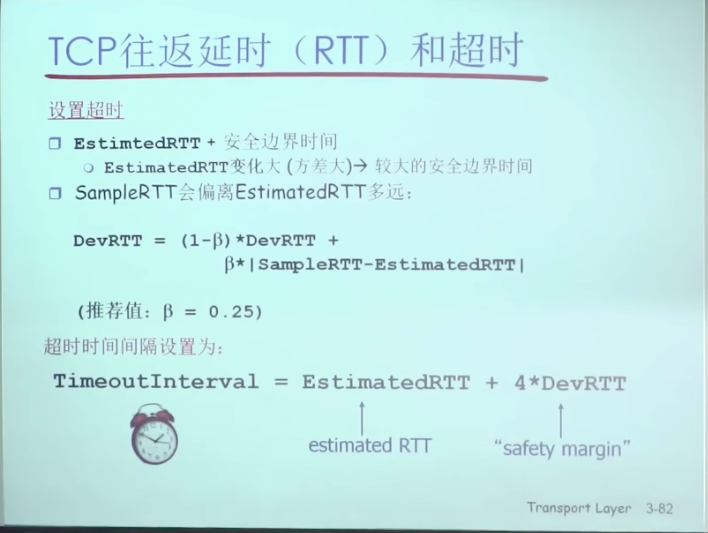 TCP往返延时（RTT）和超时
设置超时
EstimtedRTT + 安全边界时间
EstimatedRTT变化大 (方差大)→ 较大的安全边界时间
SampleRTT会偏离EstimatedRTT多远：
DevRTT = (1-β)*DevRTT +
β*|SampleRTT-EstimatedRTT|
(推荐值：β = 0.25)
超时时间间隔设置为：
TimeoutInterval = EstimatedRTT + 4*DevRTT
estimated RTT
“safety margin”
Transport Layer 3-82